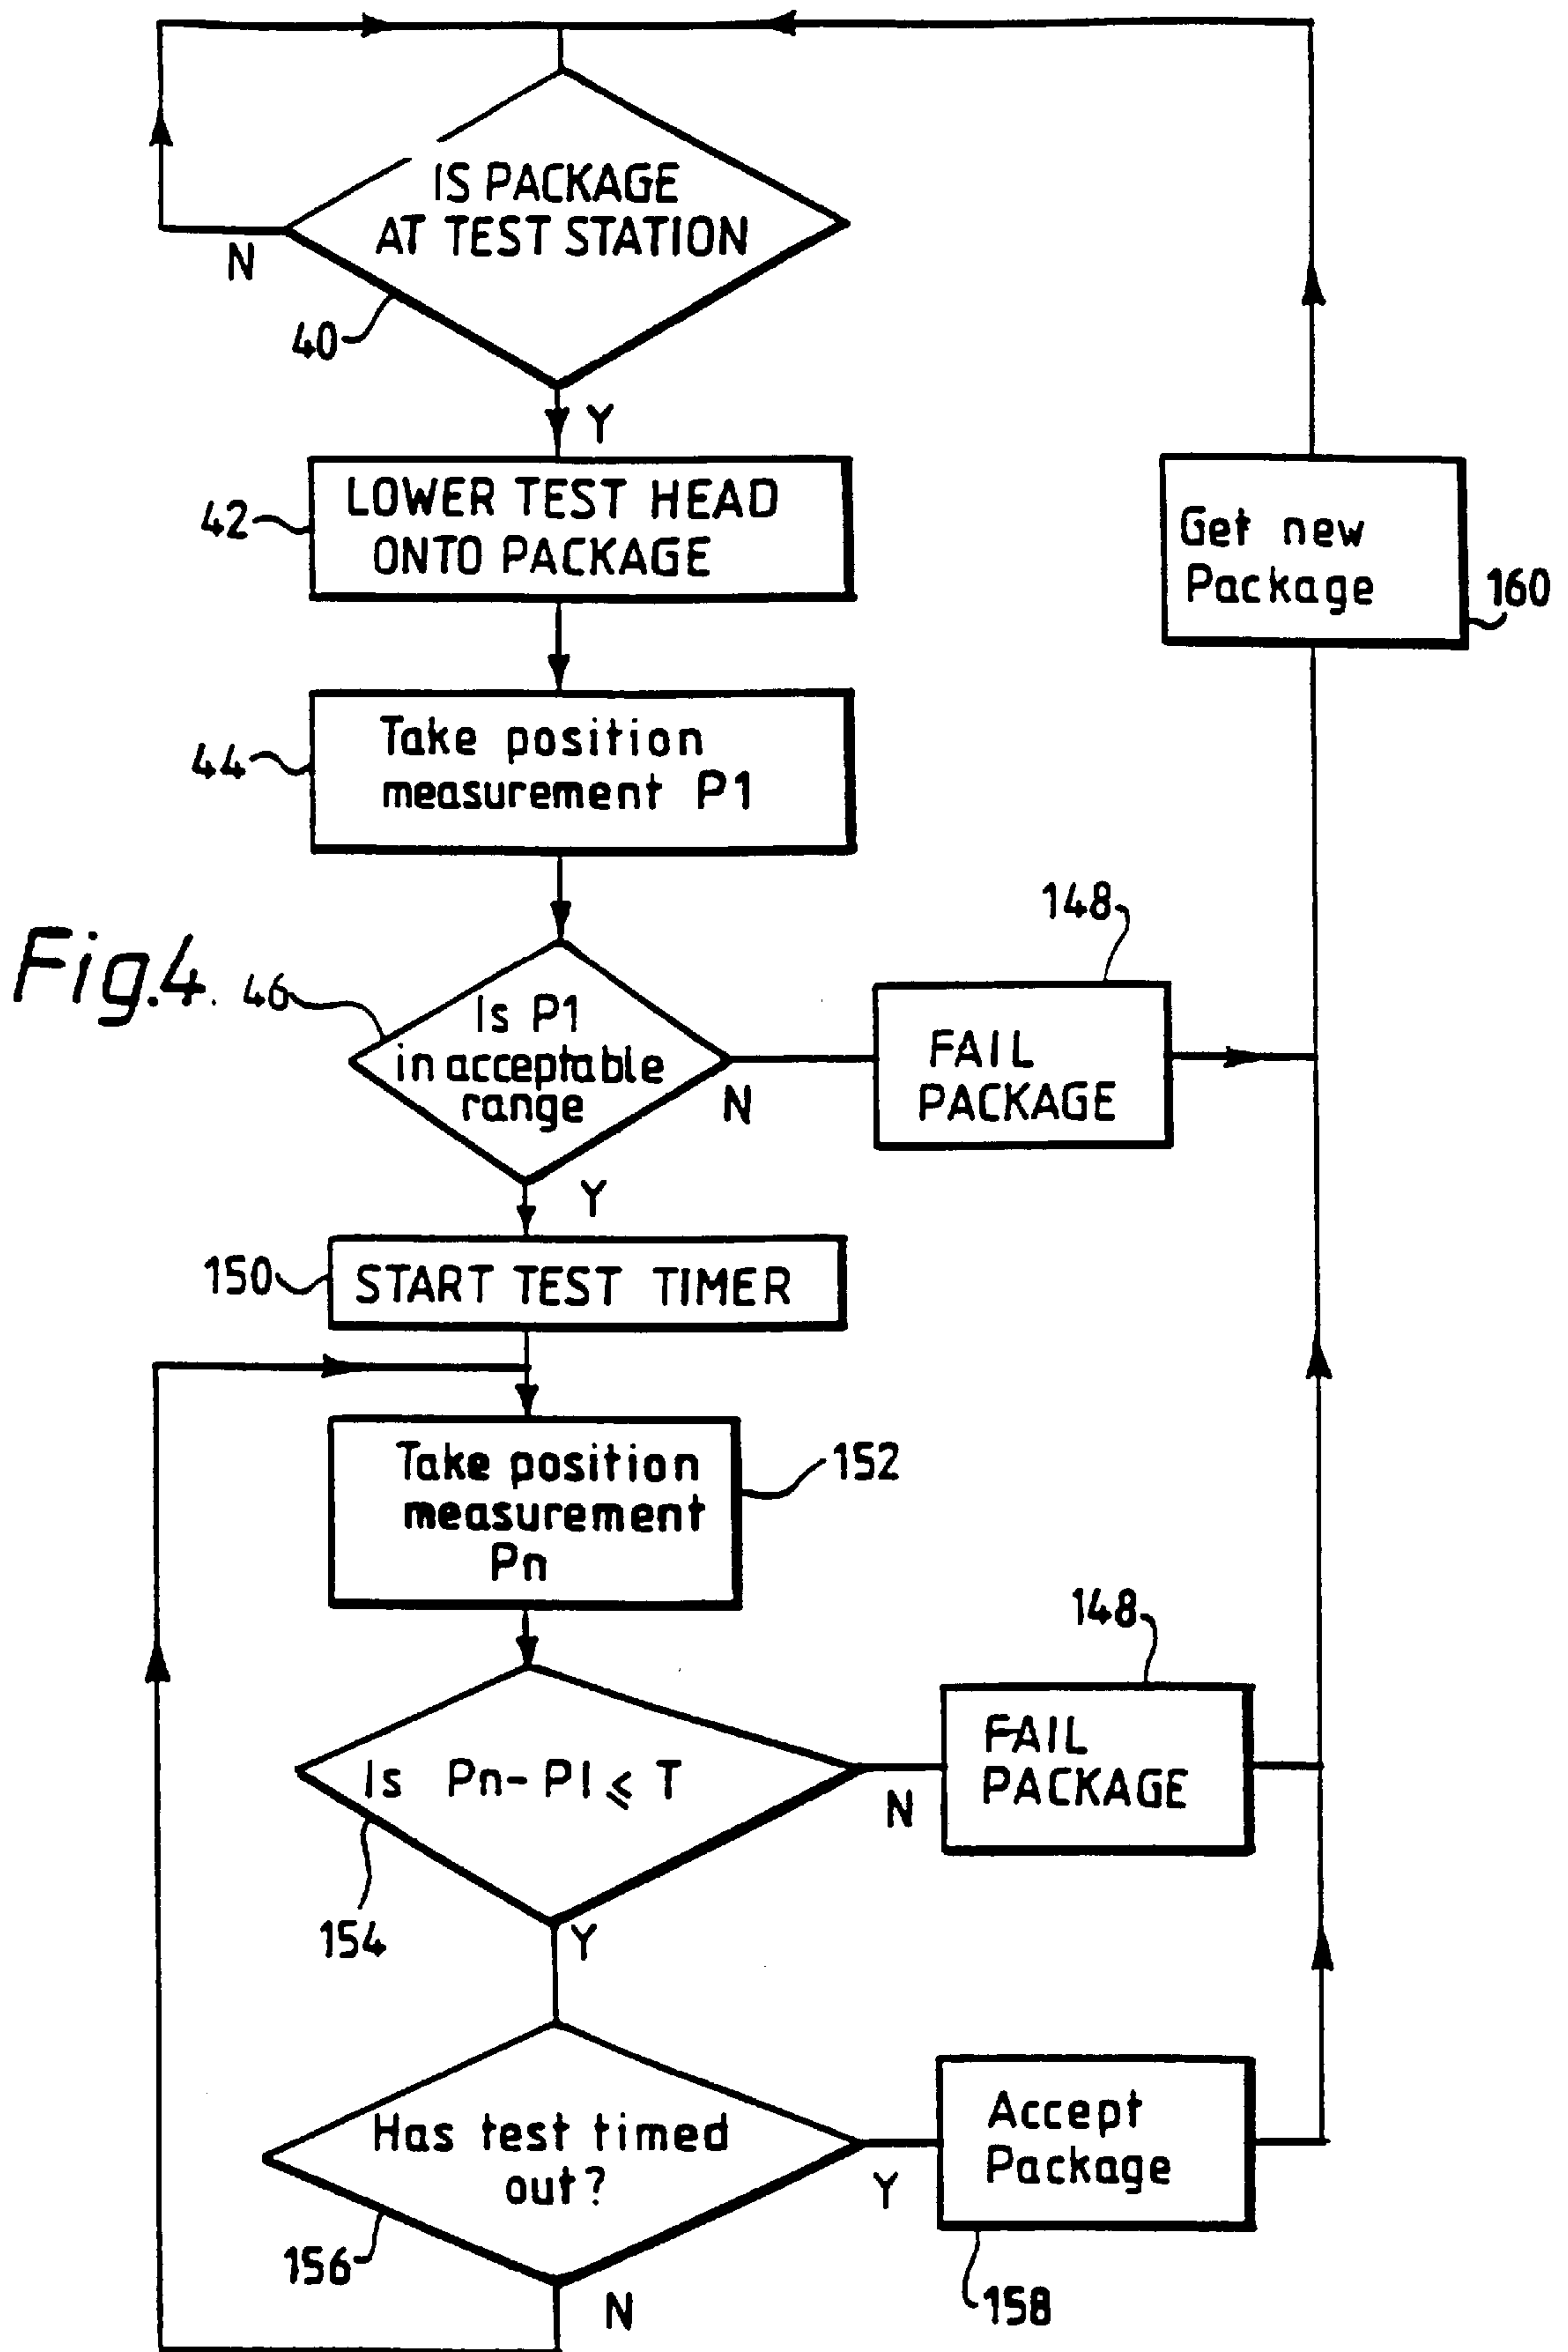 IS PACKAGE
AT TEST STATION
N
40
Y
LOWER TEST HEAD
ONTO PACKAGE
42
Get new
Package
160
Take position
measurement P1
44
148
Fig.4.
46
Is P1
in acceptable
range
N
FAIL
PACKAGE
Y
150
START TEST TIMER
Take position
measurement
Pn
152
148
Is Pn-P1 ≤ T
N
FAIL
PACKAGE
154
Y
Has test timed
out?
Y
Accept
Package
156
N
158